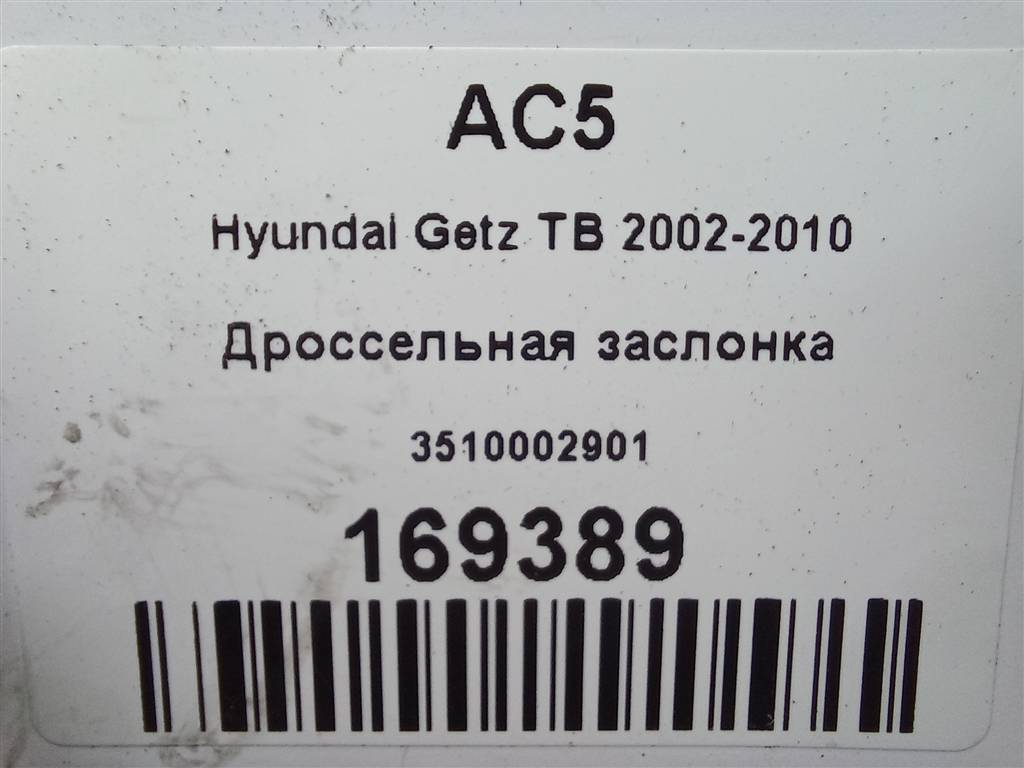 AC5
Hyundai Getz TB 2002-2010
Дроссельная заслонка
3510002901
169389